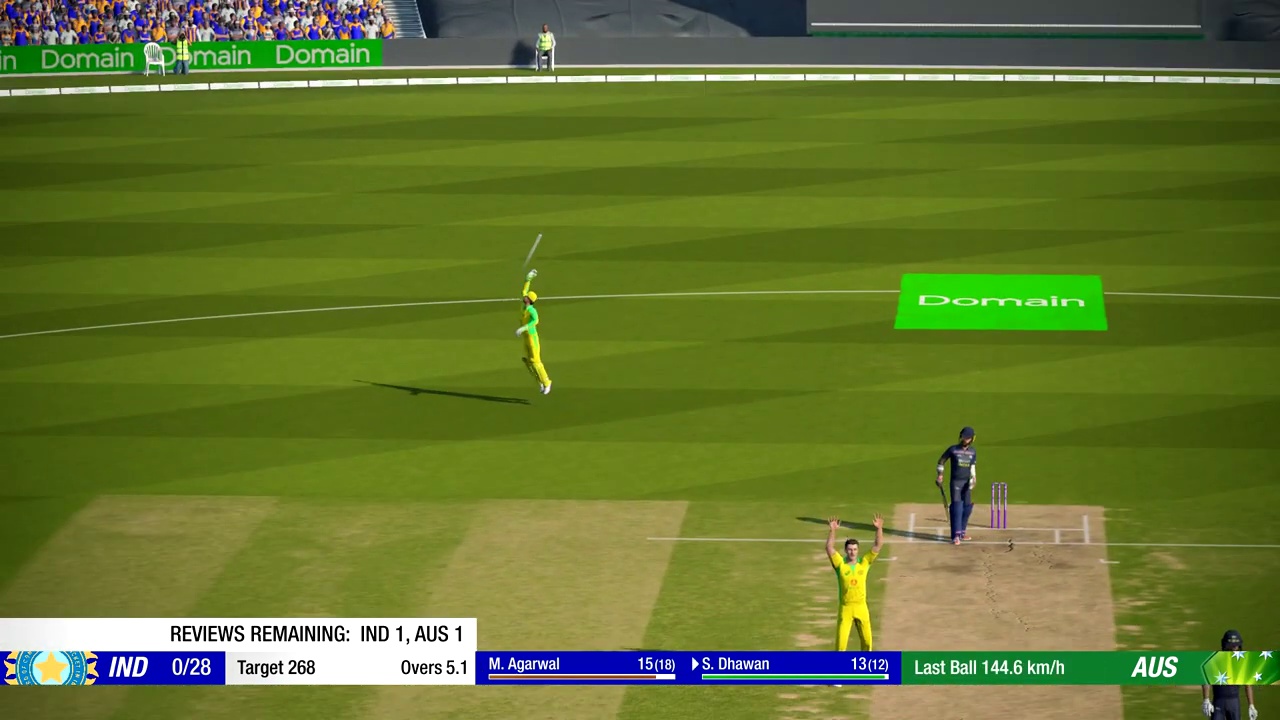 in Domain Domain Domain
Domain
REVIEWS REMAINING: IND 1, AUS 1
IND 0/28 Target 268 Overs 5.1 M. Agarwal 15(18) S. Dhawan 13(12) Last Ball 144.6 km/h AUS